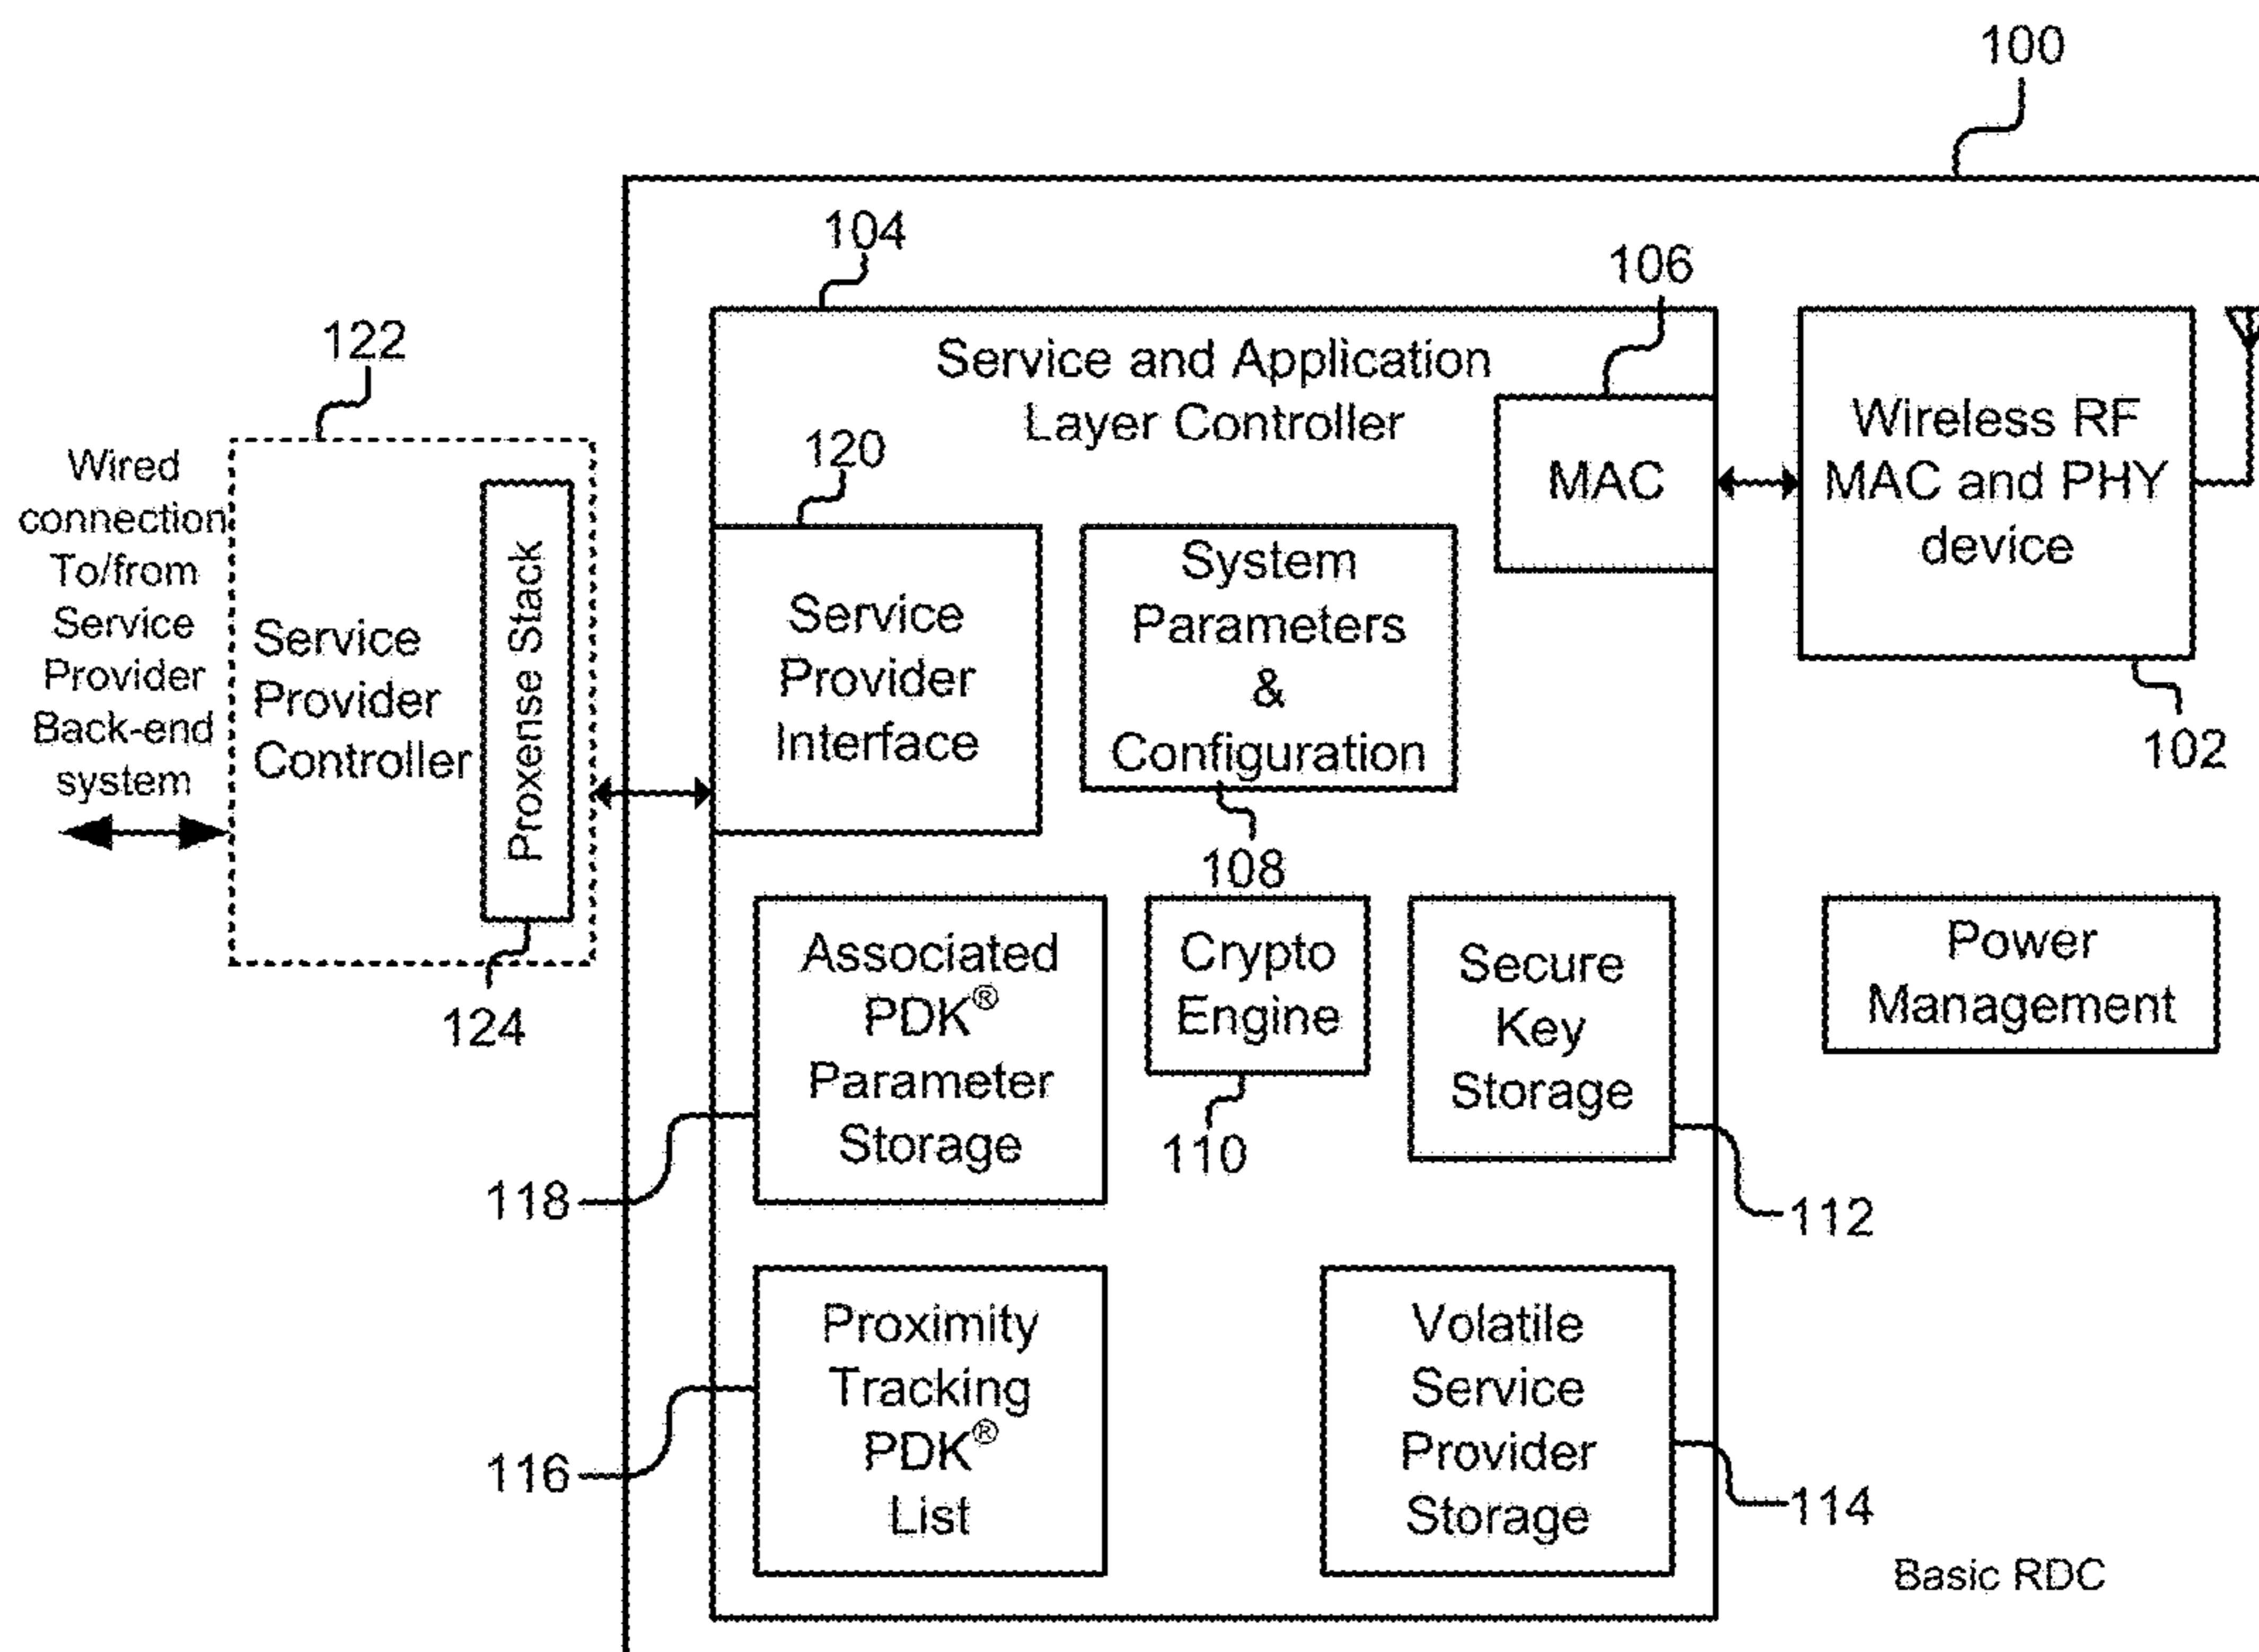 100
104
106
Service and Application
Layer Controller
122
120
MAC
Wireless RF
MAC and PHY
device
102
Wired
connection
To/from
Service
Provider
Back-end
system
Service
Provider
Controller
Proxense Stack
124
Service
Provider
Interface
System
Parameters
&
Configuration
108
Associated
PDK®
Parameter
Storage
118
Crypto
Engine
110
Secure
Key
Storage
112
Power
Management
Proximity
Tracking
PDK®
List
116
Volatile
Service
Provider
Storage
114
Basic RDC